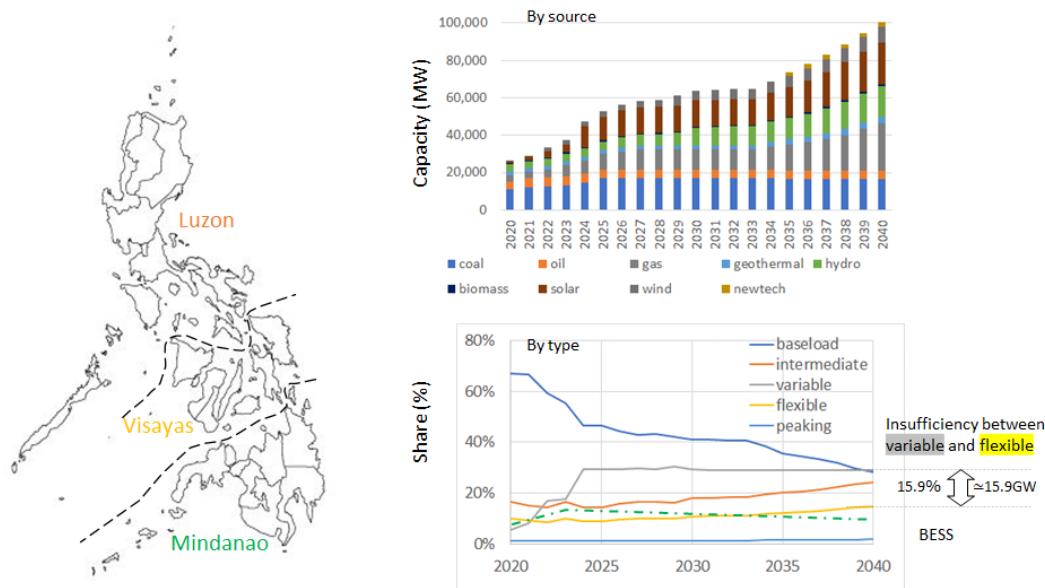 Luzon
Visayas
Mindanao
By source
Capacity (MW)
100,000
80,000
60,000
40,000
20,000
0
2020
2021
2022
2023
2024
2025
2026
2027
2028
2029
2030
2031
2032
2033
2034
2035
2036
2037
2038
2039
2040
coal
oil
gas
geothermal
hydro
biomass
solar
wind
newtech
By type
Share (%)
80%
60%
40%
20%
0%
2020
2025
2030
2035
2040
baseload
intermediate
variable
flexible
peaking
Insufficiency between
variable and flexible
15.9% ≃15.9GW
BESS